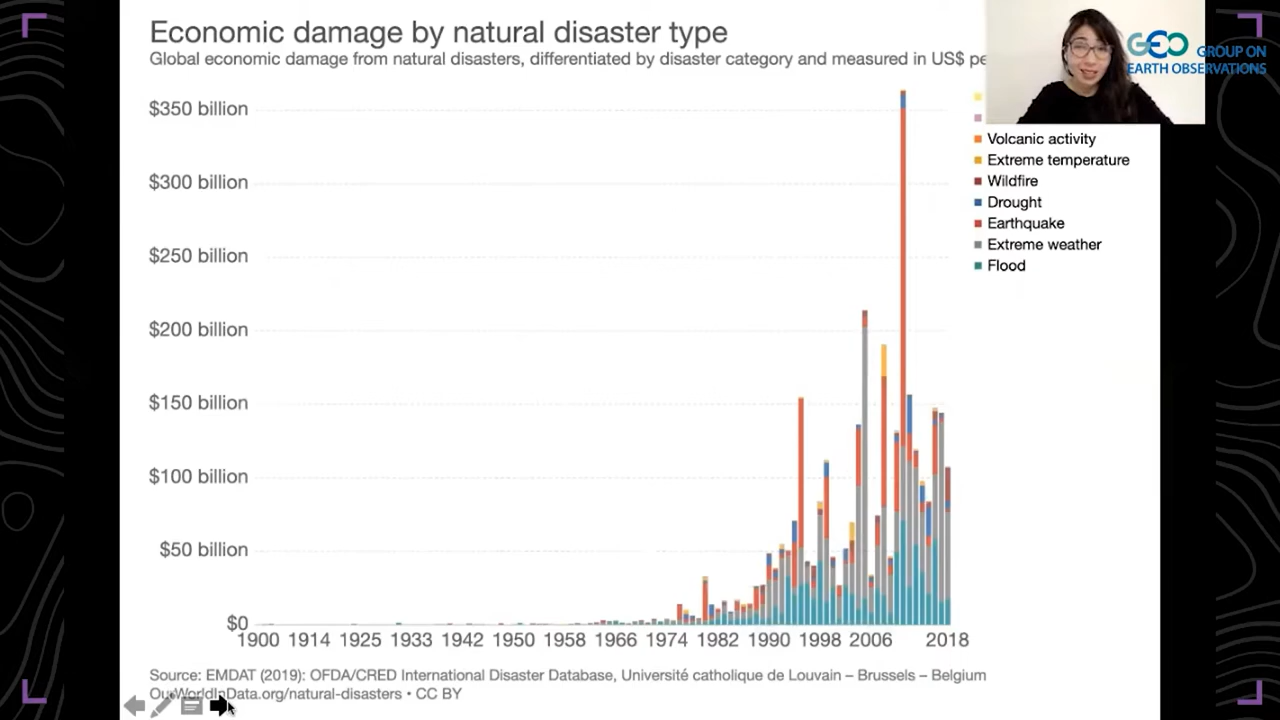 Economic damage by natural disaster type
Global economic damage from natural disasters, differentiated by disaster category and measured in US$ pe
GEO GROUP ON
EARTH OBSERVATIONS
$350 billion
$300 billion
$250 billion
$200 billion
$150 billion
$100 billion
$50 billion
$0
Volcanic activity
Extreme temperature
Wildfire
Drought
Earthquake
Extreme weather
Flood
1900 1914 1925 1933 1942 1950 1958 1966 1974 1982 1990 1998 2006 2018
Source: EMDAT (2019): OFDA/CRED International Disaster Database, Université catholique de Louvain – Brussels – Belgium
OurWorldInData.org/natural-disasters • CC BY